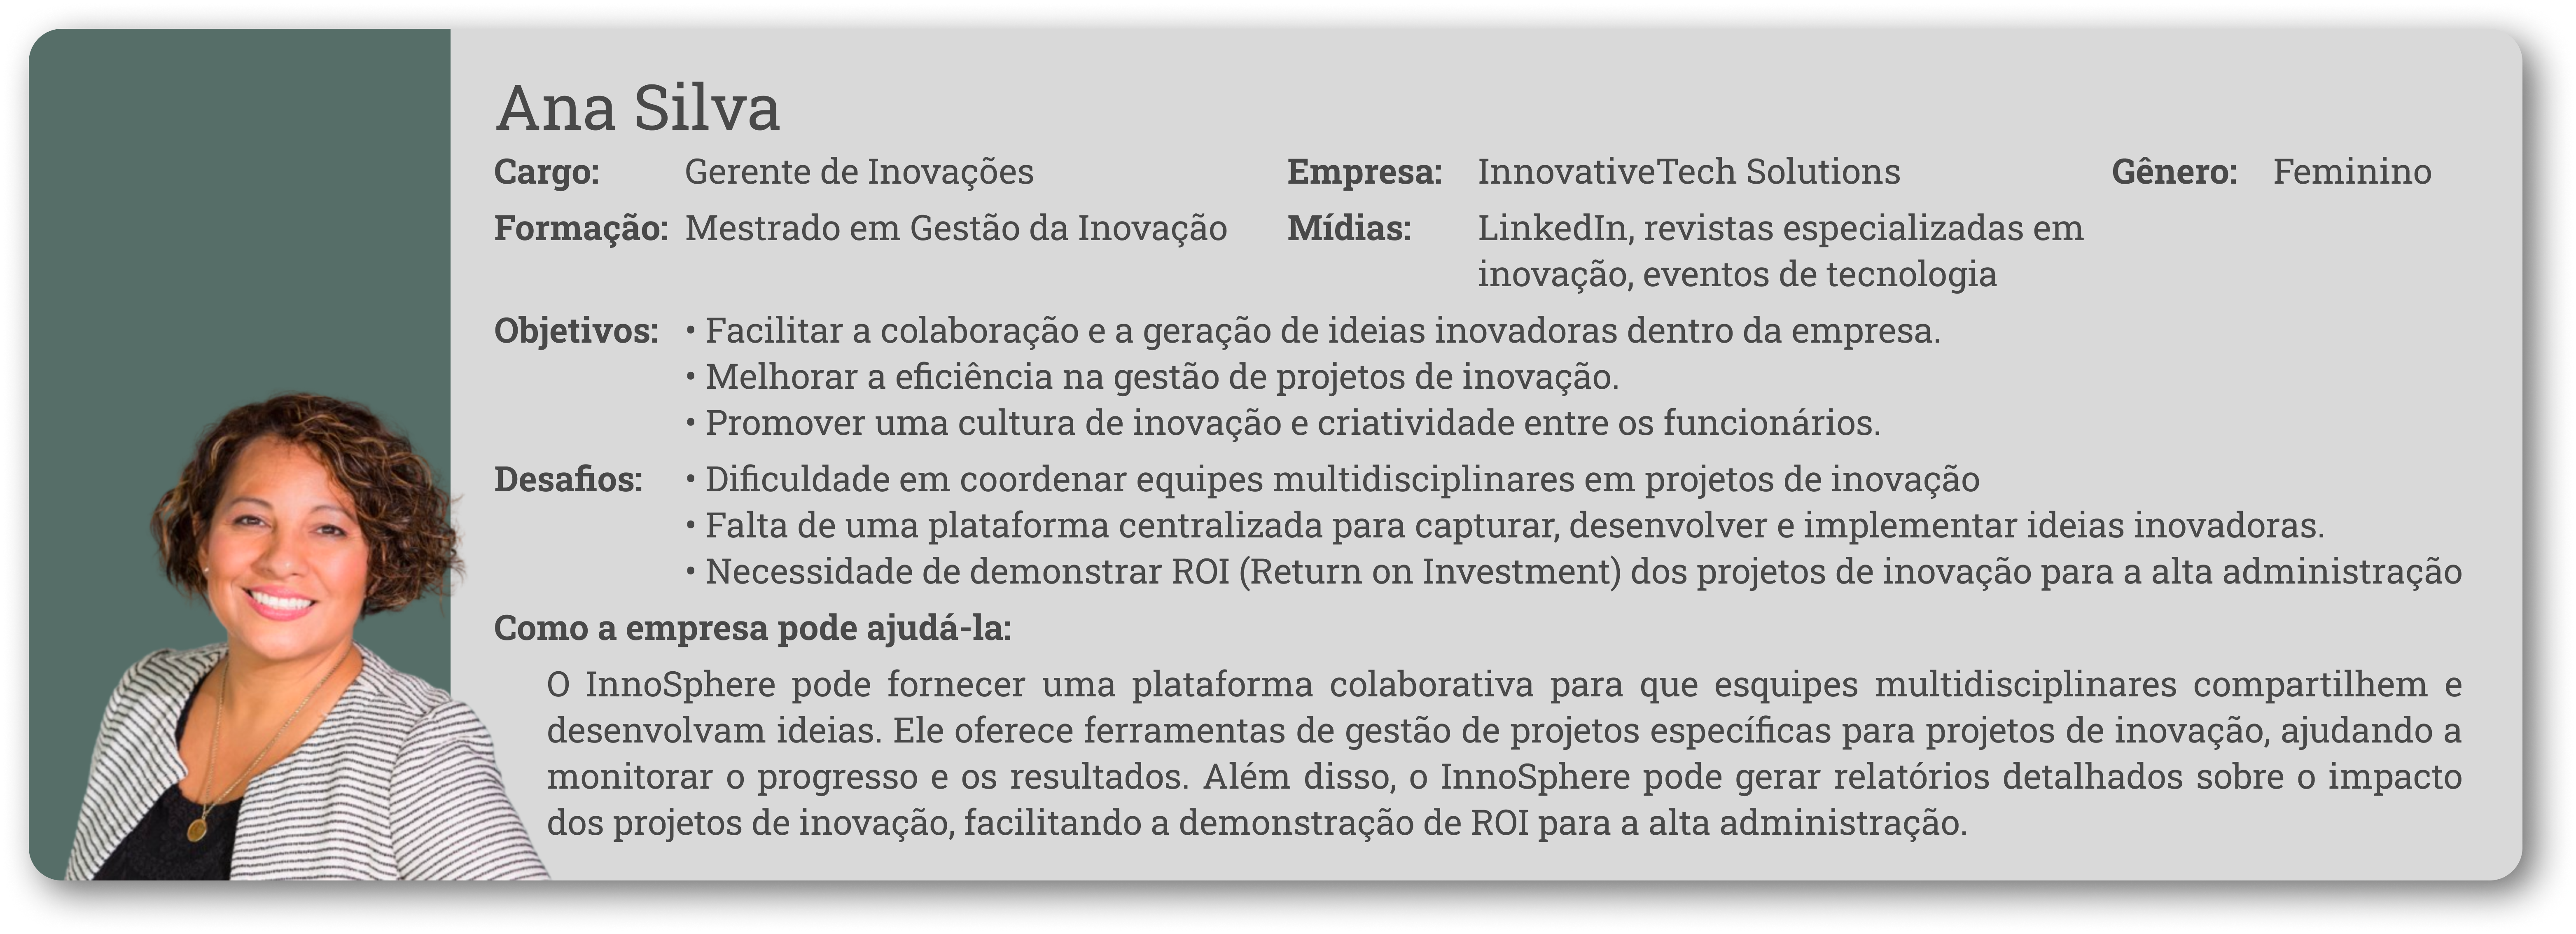 Ana Silva
Cargo: Gerente de Inovações Empresa: InnovativeTech Solutions Gênero: Feminino
Formação: Mestrado em Gestão da Inovação Mídias: LinkedIn, revistas especializadas em
inovação, eventos de tecnologia
Objetivos: • Facilitar a colaboração e a geração de ideias inovadoras dentro da empresa.
• Melhorar a eficiência na gestão de projetos de inovação.
• Promover uma cultura de inovação e criatividade entre os funcionários.
Desafios: • Dificuldade em coordenar equipes multidisciplinares em projetos de inovação
• Falta de uma plataforma centralizada para capturar, desenvolver e implementar ideias inovadoras.
• Necessidade de demonstrar ROI (Return on Investment) dos projetos de inovação para a alta administração
Como a empresa pode ajudá-la:
O InnoSphere pode fornecer uma plataforma colaborativa para que esquipes multidisciplinares compartilhem e
desenvolvam ideias. Ele oferece ferramentas de gestão de projetos específicas para projetos de inovação, ajudando a
monitorar o progresso e os resultados. Além disso, o InnoSphere pode gerar relatórios detalhados sobre o impacto
dos projetos de inovação, facilitando a demonstração de ROI para a alta administração.